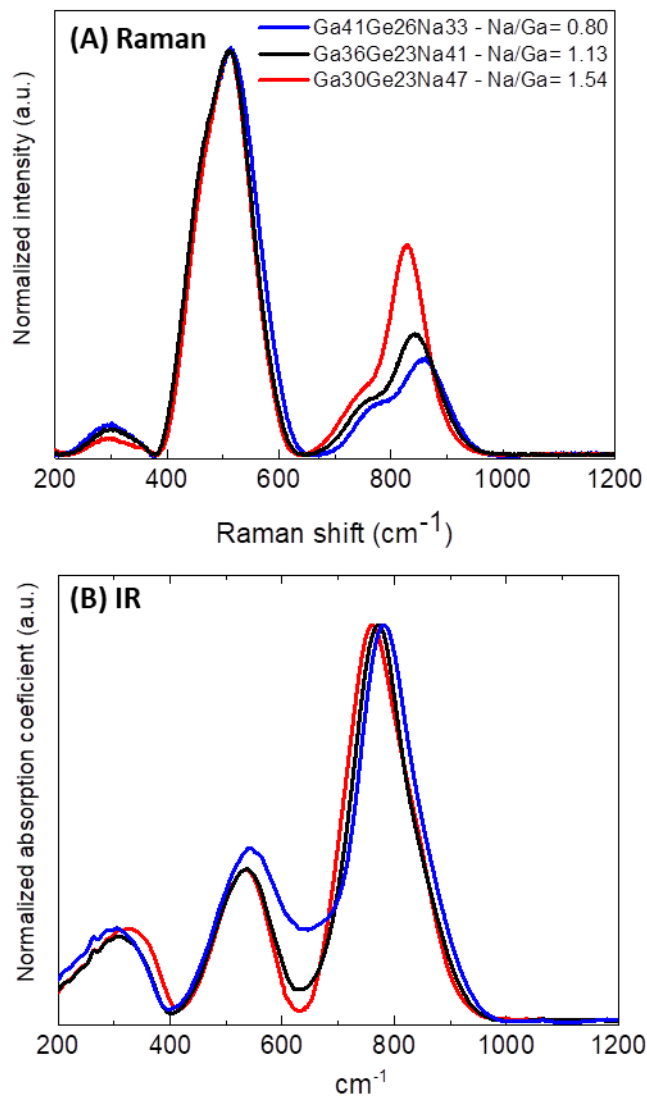 (A) Raman
Ga41Ge26Na33 - Na/Ga= 0.80
Ga36Ge23Na41 - Na/Ga= 1.13
Ga30Ge23Na47 - Na/Ga= 1.54
Normalized intensity (a.u.)
200 400 600 800 1000 1200
Raman shift (cm⁻¹)
(B) IR
Normalized absorption coeficient (a.u.)
200 400 600 800 1000 1200
cm⁻¹